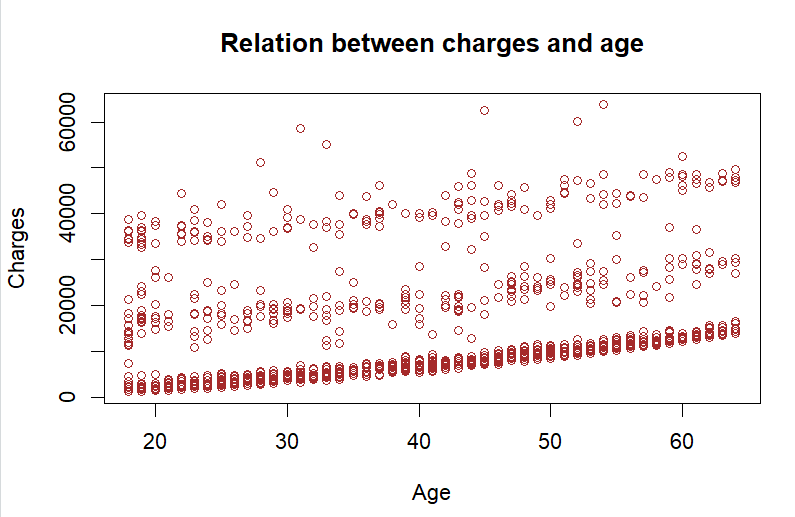 Relation between charges and age
60000
40000
20000
0
Charges
20 30 40 50 60
Age